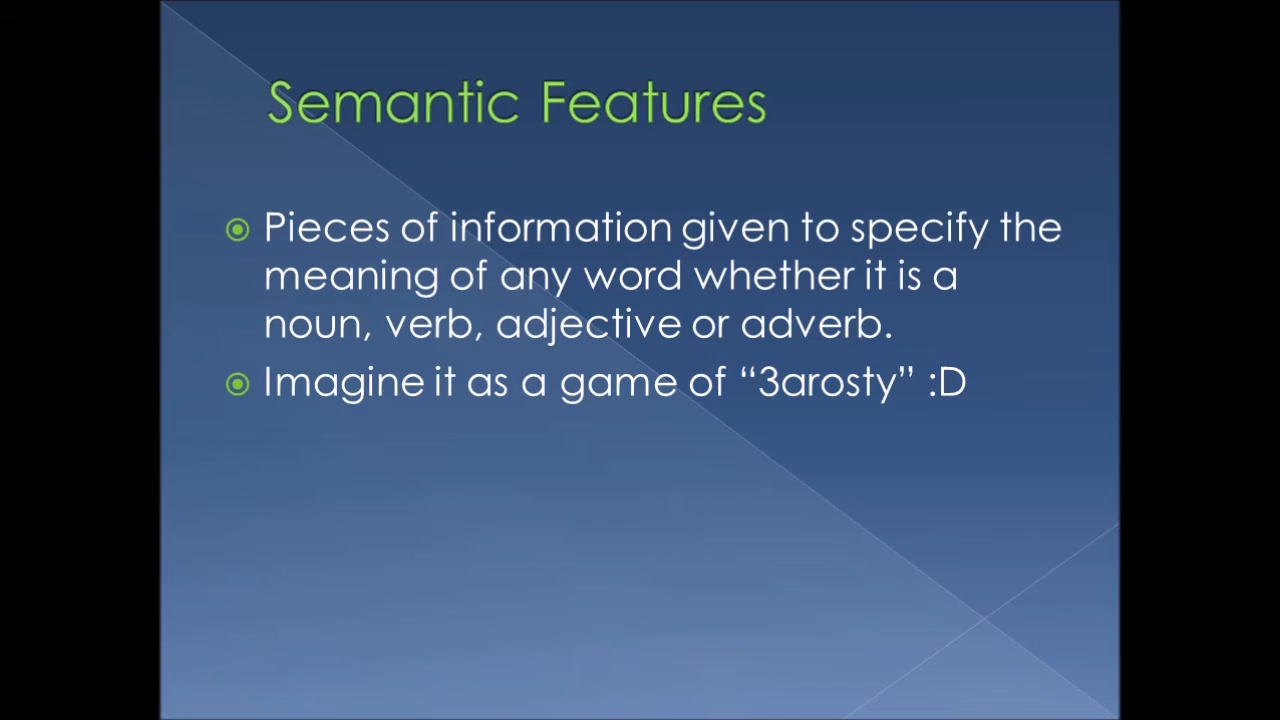 Semantic Features
Pieces of information given to specify the
meaning of any word whether it is a
noun, verb, adjective or adverb.
Imagine it as a game of “3arosty” :D